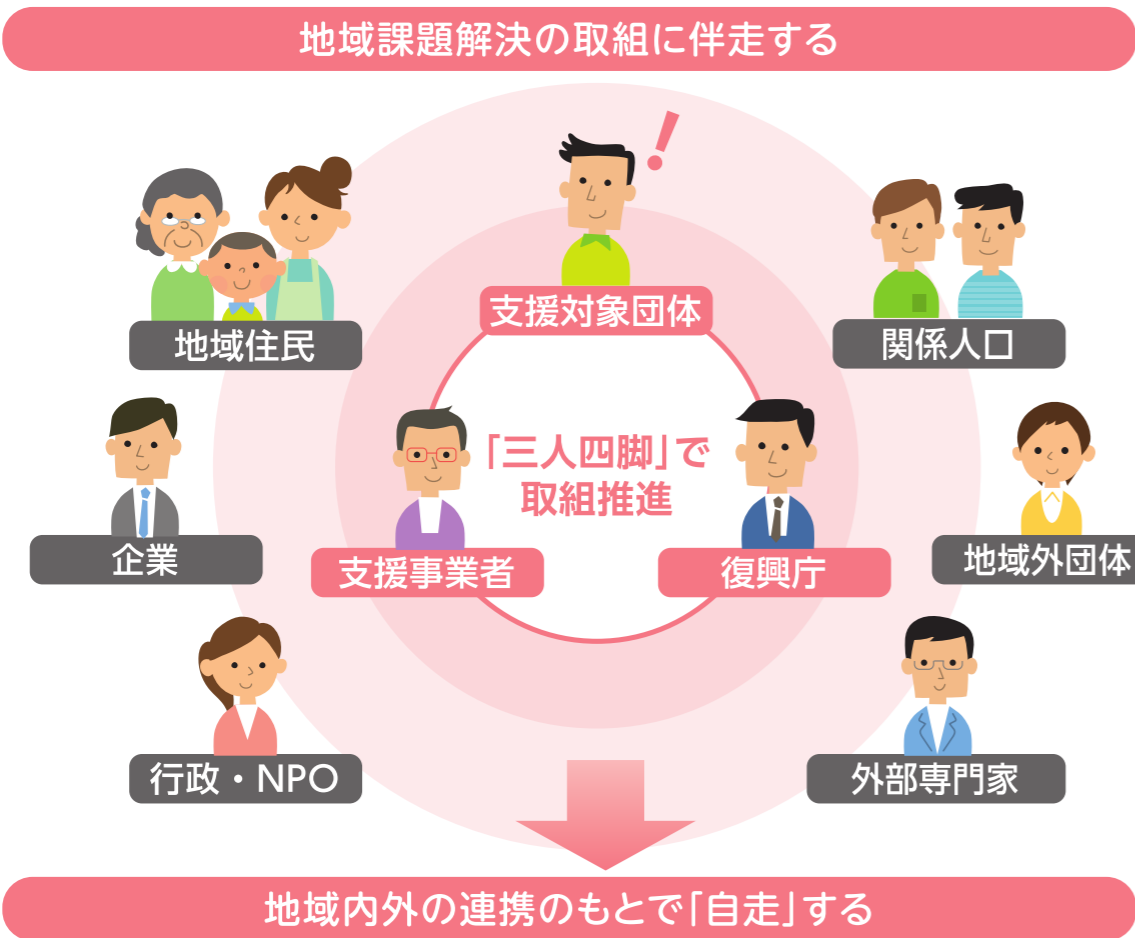 地域課題解決の取組に伴走する
支援対象団体
地域住民
関係人口
「三人四脚」で
取組推進
企業
支援事業者
復興庁
地域外団体
行政・NPO
外部専門家
地域内外の連携のもとで「自走」する